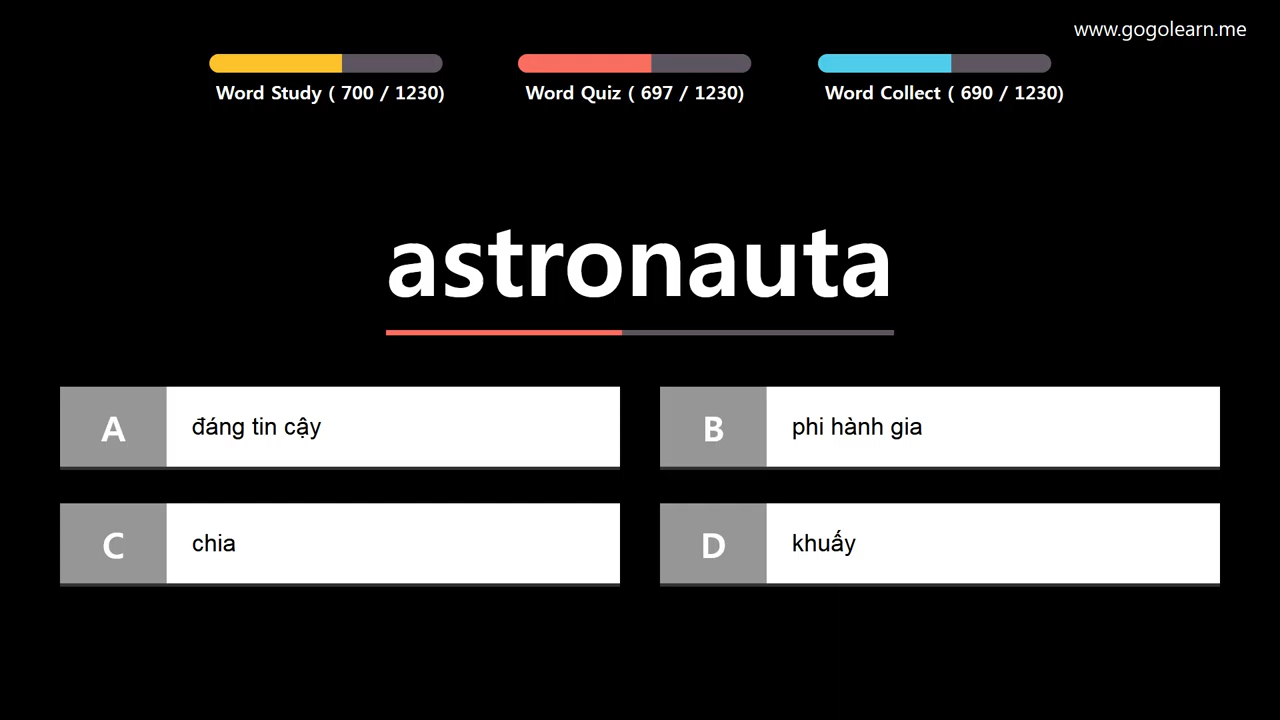 www.gogolearn.me
Word Study ( 700 / 1230)
Word Quiz ( 697 / 1230)
Word Collect ( 690 / 1230)
astronauta
A
đáng tin cậy
B
phi hành gia
C
chia
D
khuấy